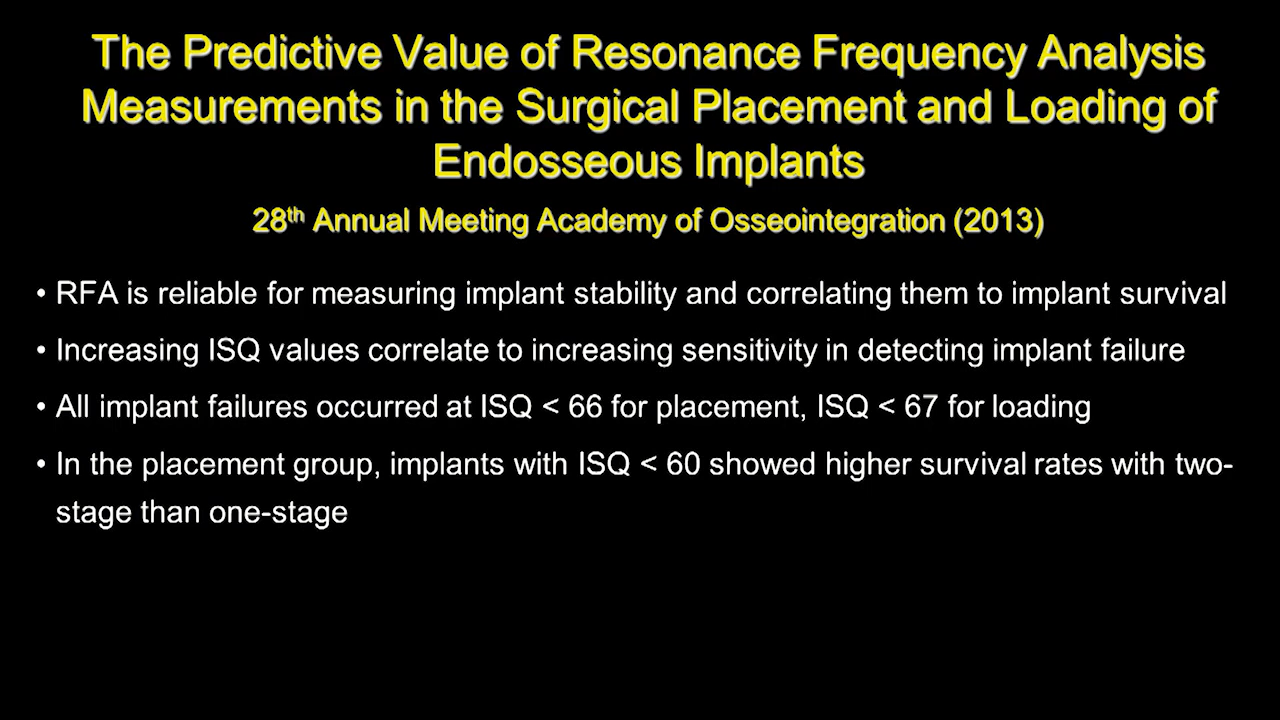 The Predictive Value of Resonance Frequency Analysis
Measurements in the Surgical Placement and Loading of
Endosseous Implants
28th Annual Meeting Academy of Osseointegration (2013)
• RFA is reliable for measuring implant stability and correlating them to implant survival
• Increasing ISQ values correlate to increasing sensitivity in detecting implant failure
• All implant failures occurred at ISQ < 66 for placement, ISQ < 67 for loading
• In the placement group, implants with ISQ < 60 showed higher survival rates with two-
stage than one-stage